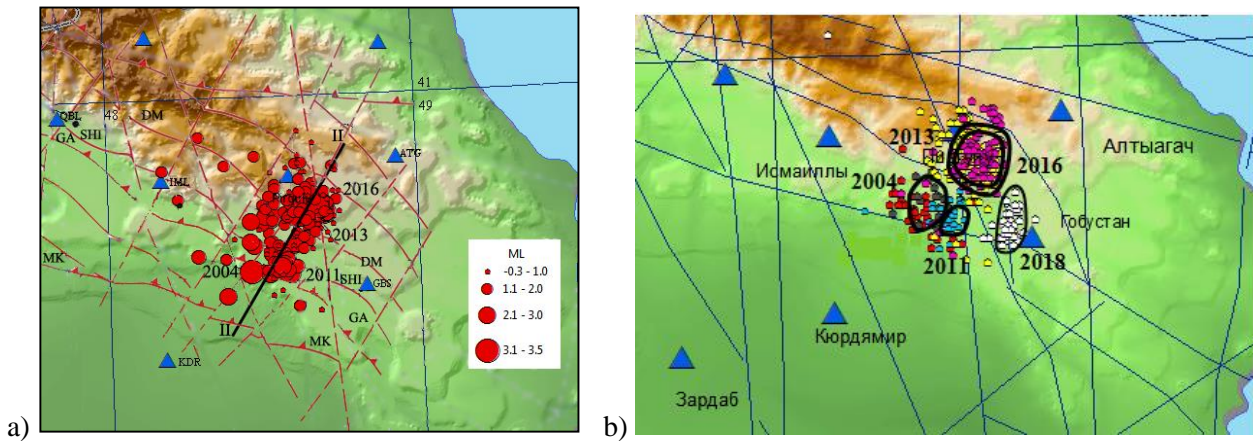 41
49
48
QBL
SHI
GA
DM
II
ATG
IML
2016
2013
MK
2004
2011
DM
SHI
GBS
GA
II
MK
KDR
ML
-0.3 - 1.0
1.1 - 2.0
2.1 - 3.0
3.1 - 3.5
a)
2013
2016
Алтыагач
Исмаиллы
2004
Гобустан
2011
2018
Кюрдямир
Зардаб
b)